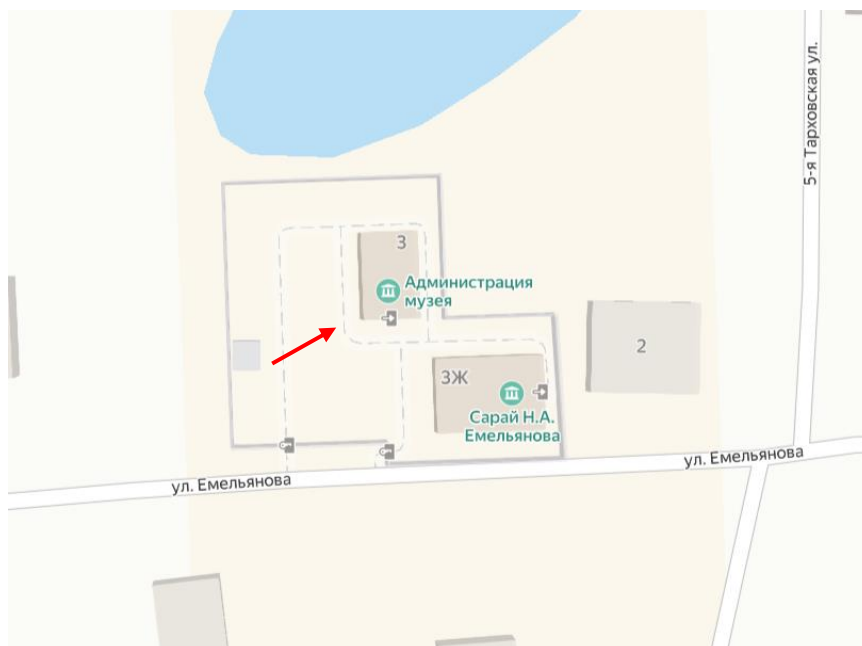 5-я Тарховская ул.
3
Администрация
музея
2
3Ж
Сарай Н.А.
Емельянова
ул. Емельянова
ул. Емельянова